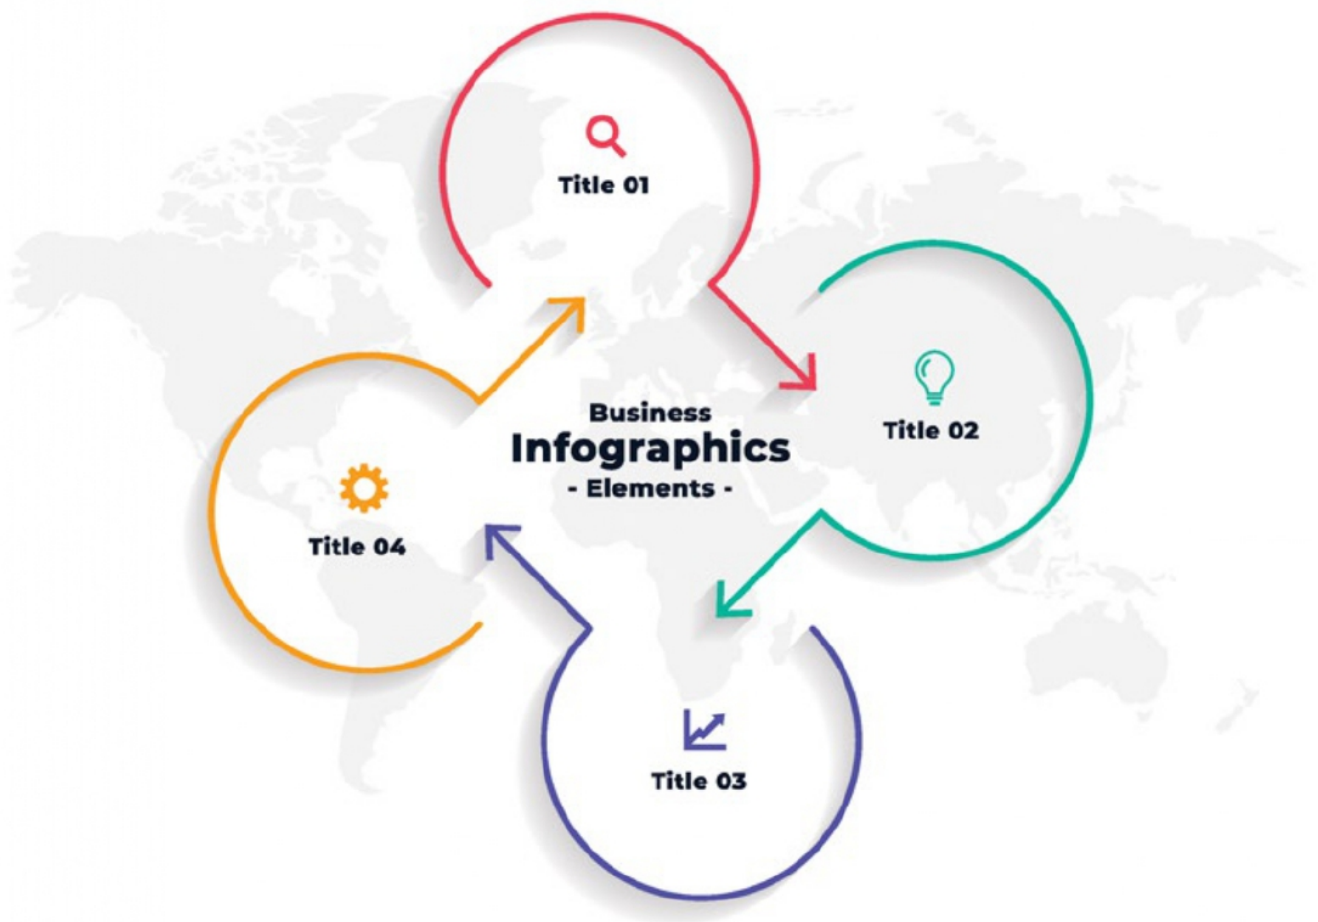 Title 01
Title 02
Business
Infographics
- Elements -
Title 04
Title 03